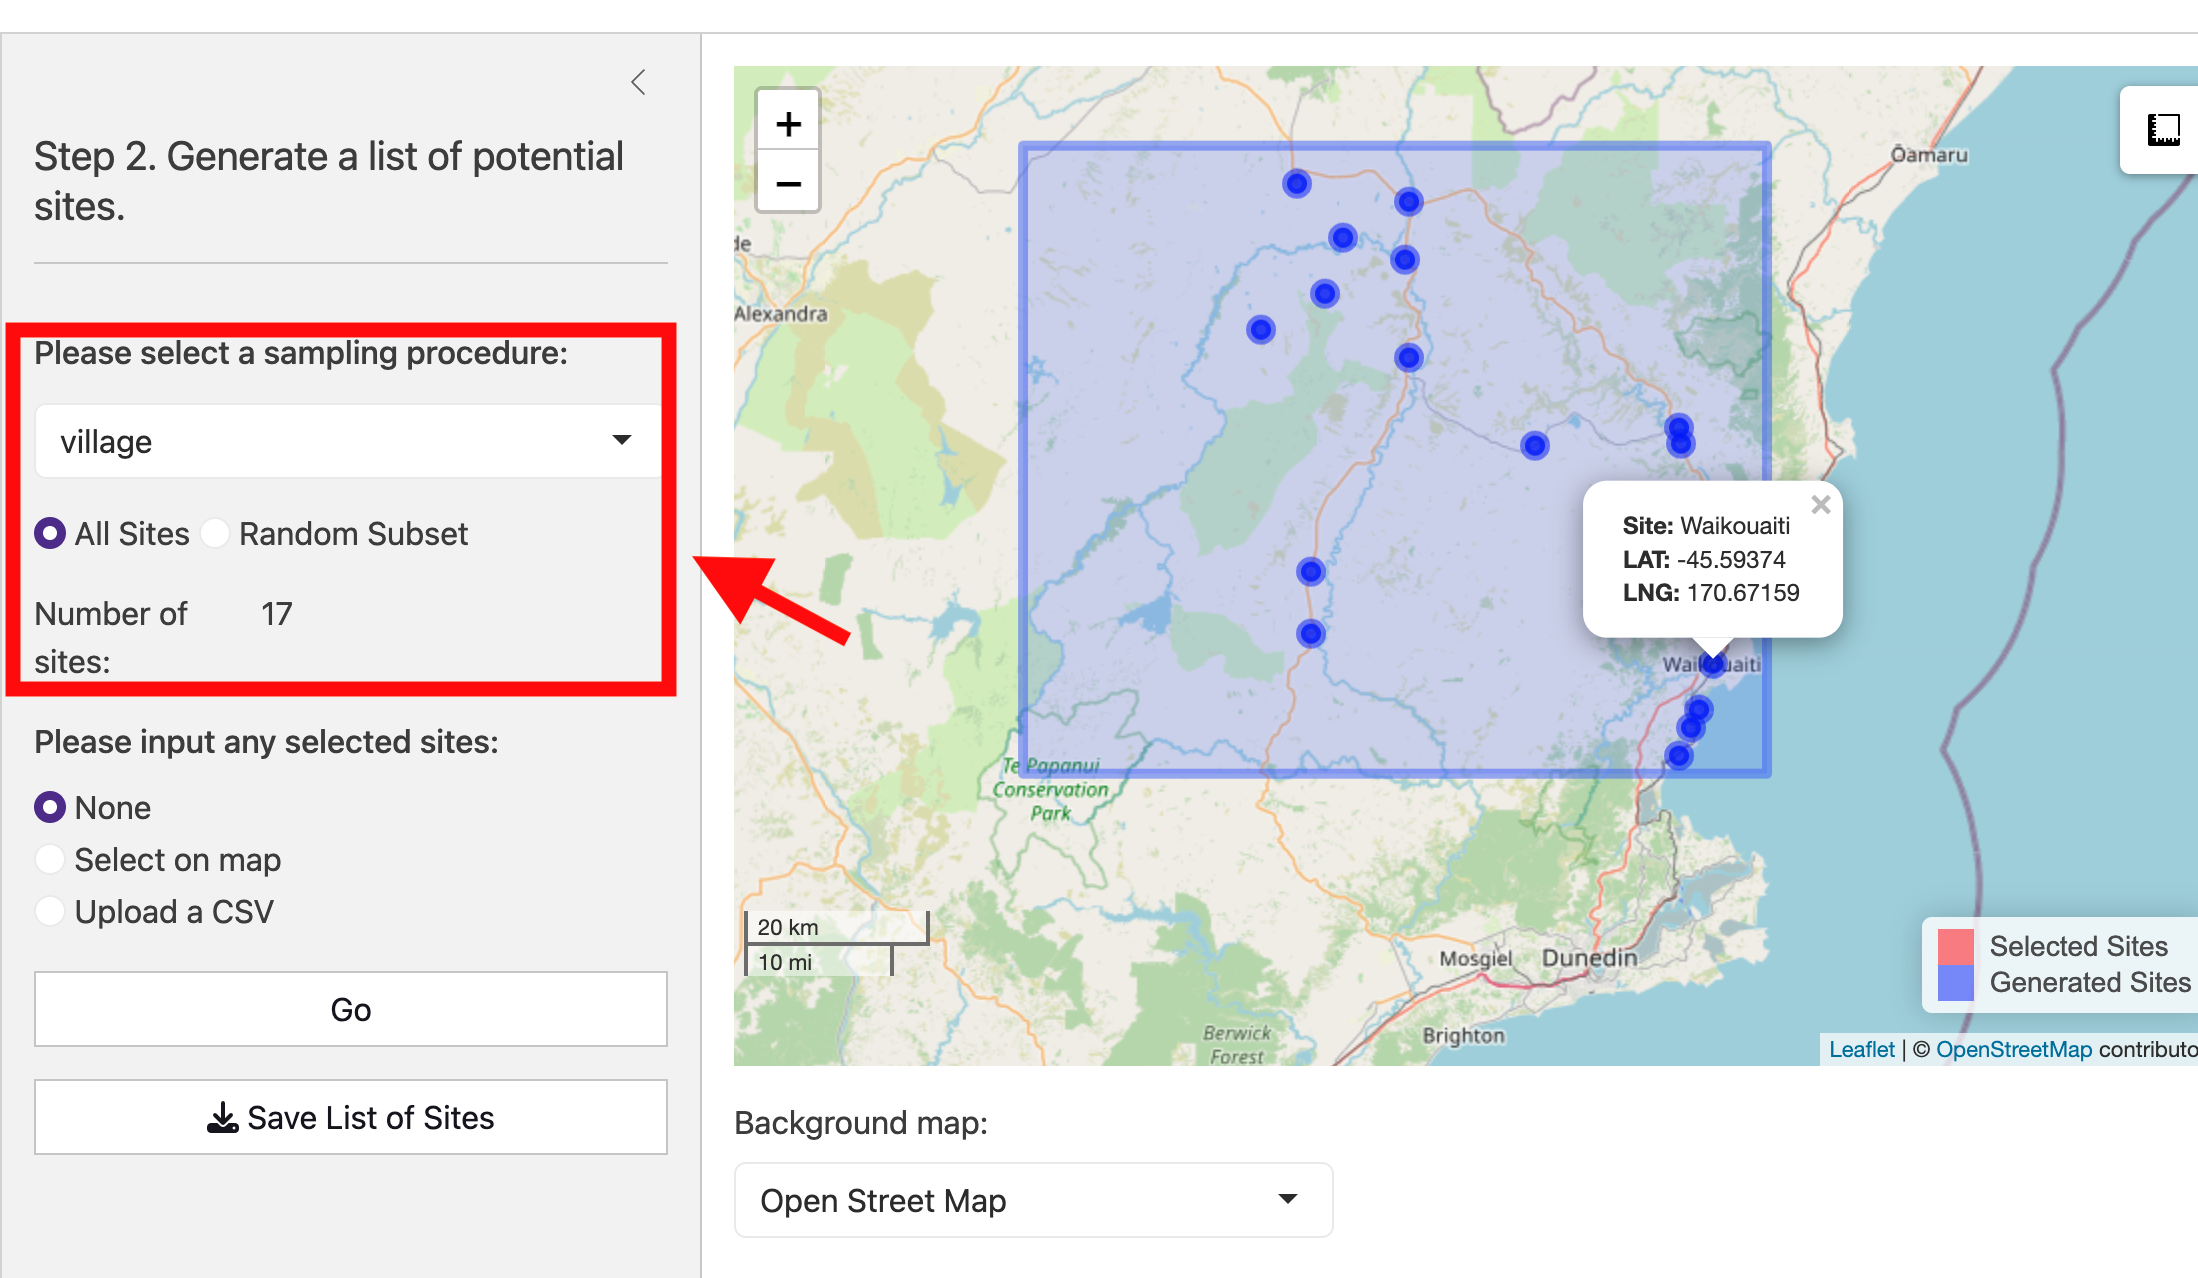 Step 2. Generate a list of potential
sites.
Please select a sampling procedure:
village
All Sites Random Subset
Number of 17
sites:
Please input any selected sites:
None
Select on map
Upload a CSV
Go
Save List of Sites
+
−
Ōamaru
de
Alexandra
×
Site: Waikouaiti
LAT: -45.59374
LNG: 170.67159
Te Papanui
Conservation
Park
20 km
10 mi
Mosgiel
Dunedin
Brighton
Berwick
Forest
Selected Sites
Generated Sites
Leaflet | © OpenStreetMap contributo
Background map:
Open Street Map